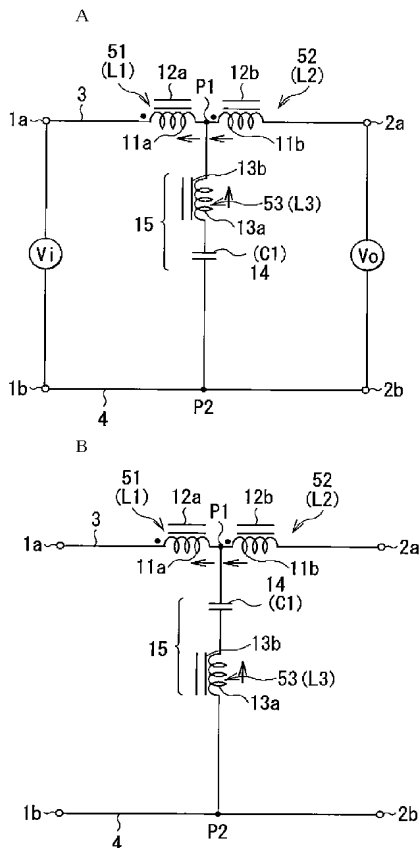 A
51 12a P1 12b 52
(L1) (L2)
3
1a 2a
11a 11b
13b
15 53(L3)
13a
(C1)
14
Vi Vo
1b 2b
4 P2
B
51 12a P1 12b 52
(L1) (L2)
3
1a 2a
11a 11b
14
(C1)
15 13b
53(L3)
13a
1b 2b
4 P2